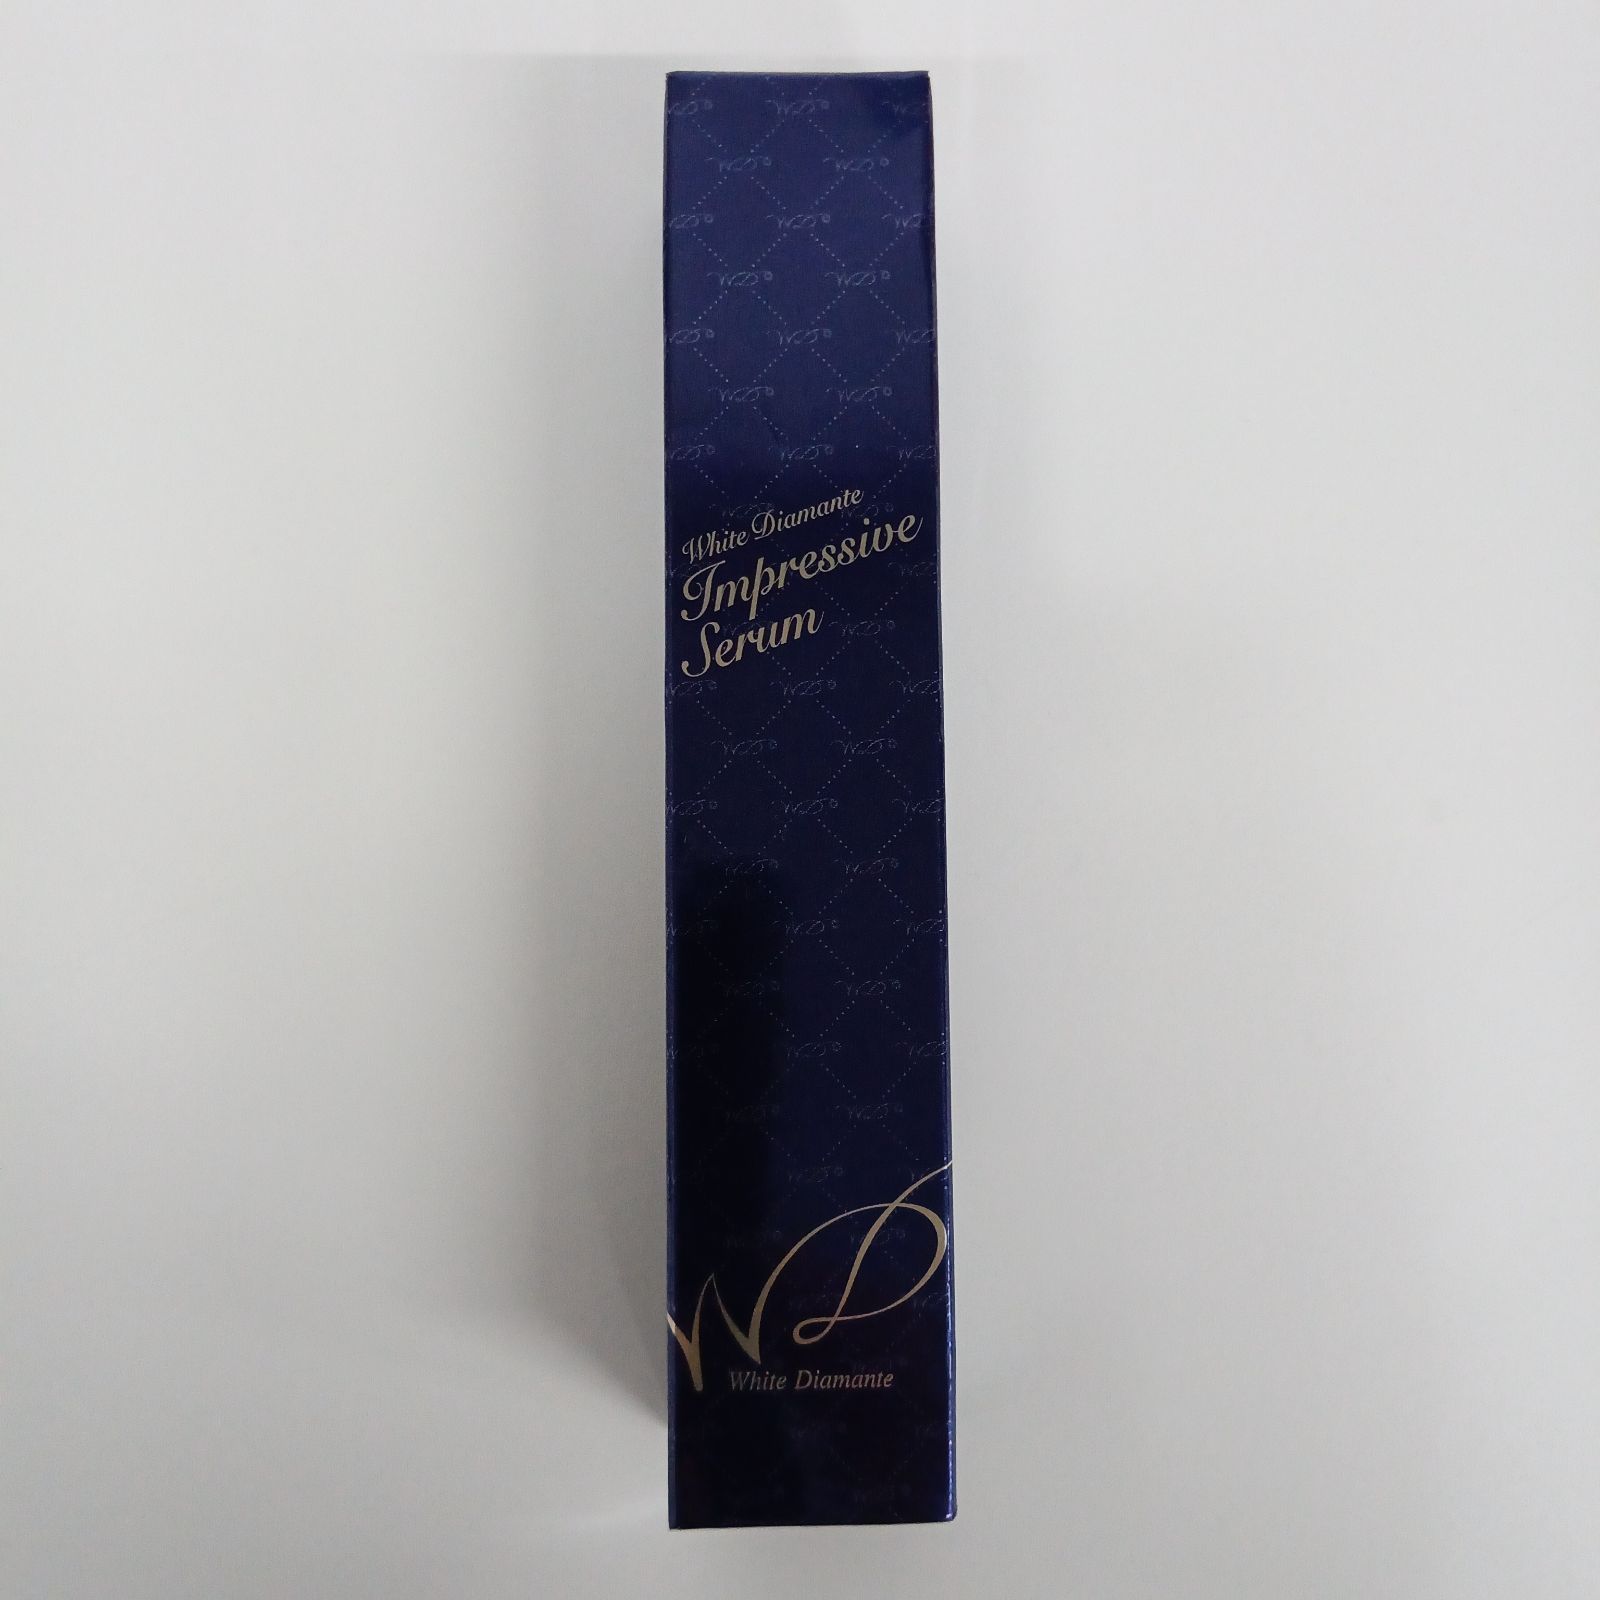 White Diamante
Impressive
Serum
WD
White Diamante